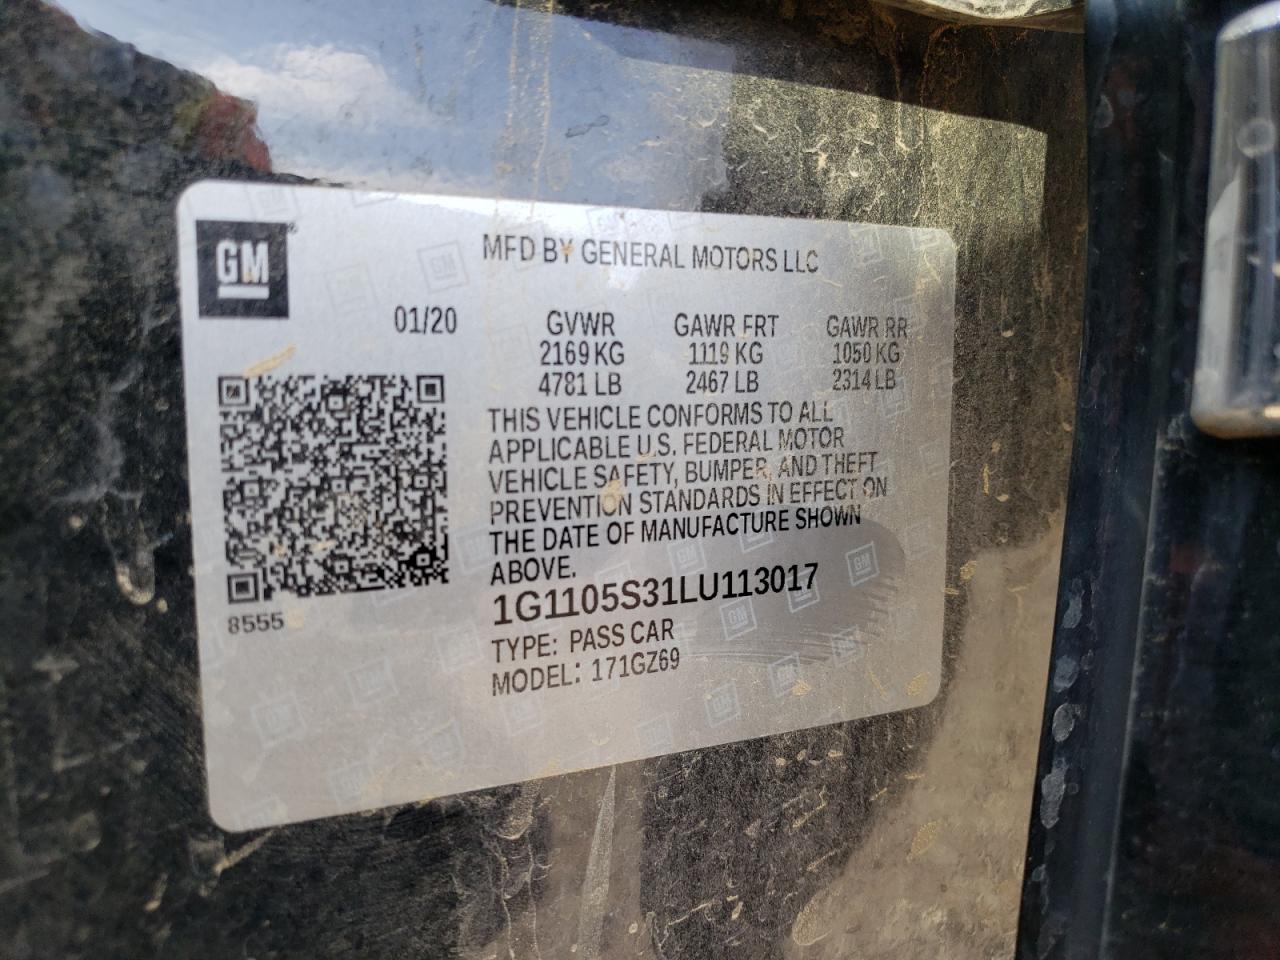 GM
MFD BY GENERAL MOTORS LLC
01/20
GVWR GAWR FRT GAWR RR
2169 KG 1119 KG 1050 KG
4781 LB 2467 LB 2314 LB
THIS VEHICLE CONFORMS TO ALL
APPLICABLE U.S. FEDERAL MOTOR
VEHICLE SAFETY, BUMPER, AND THEFT
PREVENTION STANDARDS IN EFFECT ON
THE DATE OF MANUFACTURE SHOWN
ABOVE.
1G1105S31LU113017
8555
TYPE: PASS CAR
MODEL: 171GZ69